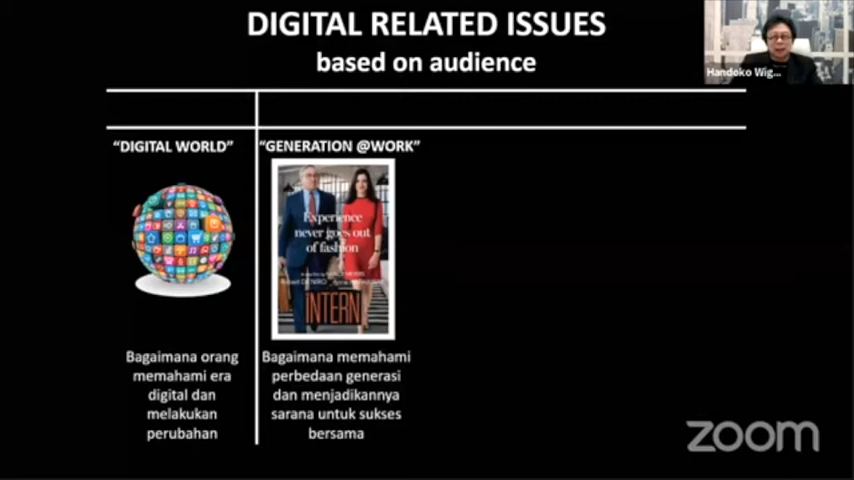 DIGITAL RELATED ISSUES
based on audience
Handoko Wig...
“DIGITAL WORLD”
Bagaimana orang
memahami era
digital dan
melakukan
perubahan
“GENERATION @WORK”
Experience
never goes out
of fashion
INTERN
Bagaimana memahami
perbedaan generasi
dan menjadikannya
sarana untuk sukses
bersama
zoom